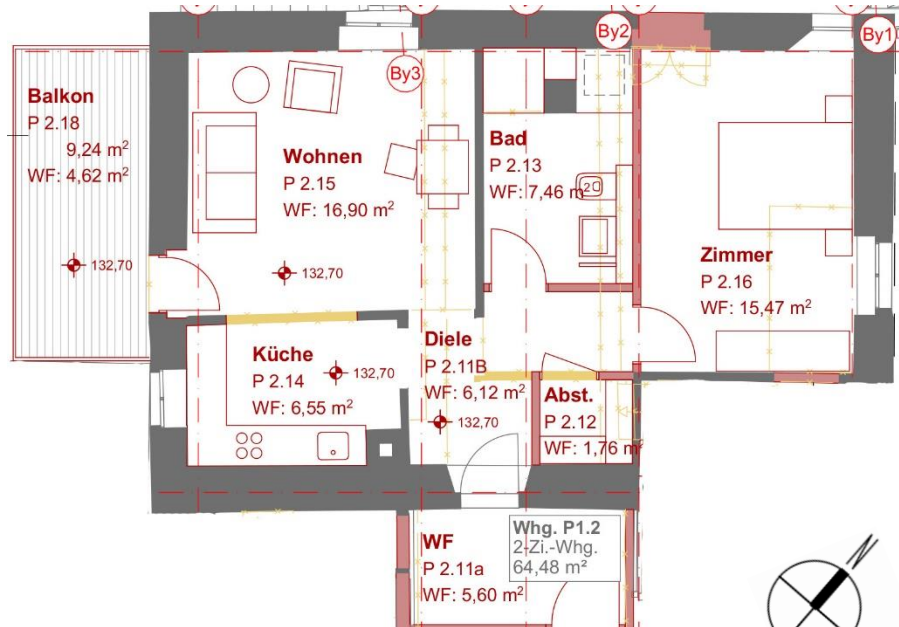 By2
By1
By3
Balkon
P 2.18
9,24 m²
WF: 4,62 m²
132,70
Wohnen
P 2.15
WF: 16,90 m²
132,70
Bad
P 2.13
WF: 7,46 m²
2
Zimmer
P 2.16
WF: 15,47 m²
Küche
P 2.14
WF: 6,55 m²
132,70
Diele
P 2.11B
WF: 6,12 m²
132,70
Abst.
P 2.12
WF: 1,76 m²
WF
P 2.11a
WF: 5,60 m²
Whg. P1.2
2-Zi.-Whg.
64,48 m²
N